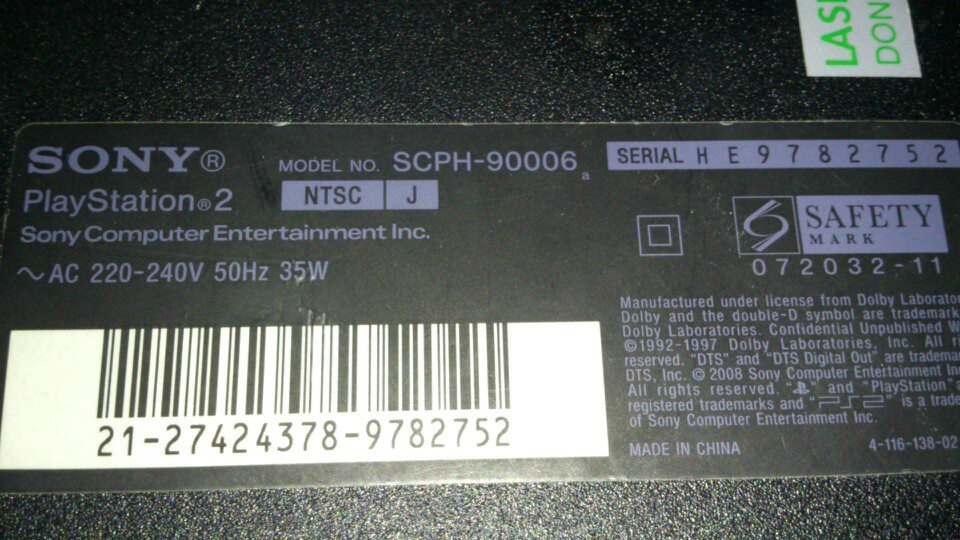 LAS
DON
SONY®
MODEL NO. SCPH-90006 a
SERIAL H E 9 7 8 2 7 5 2
PlayStation®2
NTSC J
Sony Computer Entertainment Inc.
SAFETY
MARK
~AC 220-240V 50Hz 35W
072032-11
Manufactured under license from Dolby
Dolby and the double-D symbol are
Dolby Laboratories. Confidential Unpublished
©1992-1997 Dolby Laboratories, Inc. All
reserved. "DTS" and "DTS Digital Out" are
DTS, Inc. © 2008 Sony Computer Entertainment
All rights reserved. " " and "PlayStation"
registered trademarks and "PS2" is a
of Sony Computer Entertainment Inc.
21-27424378-9782752
MADE IN CHINA
4-116-138-02